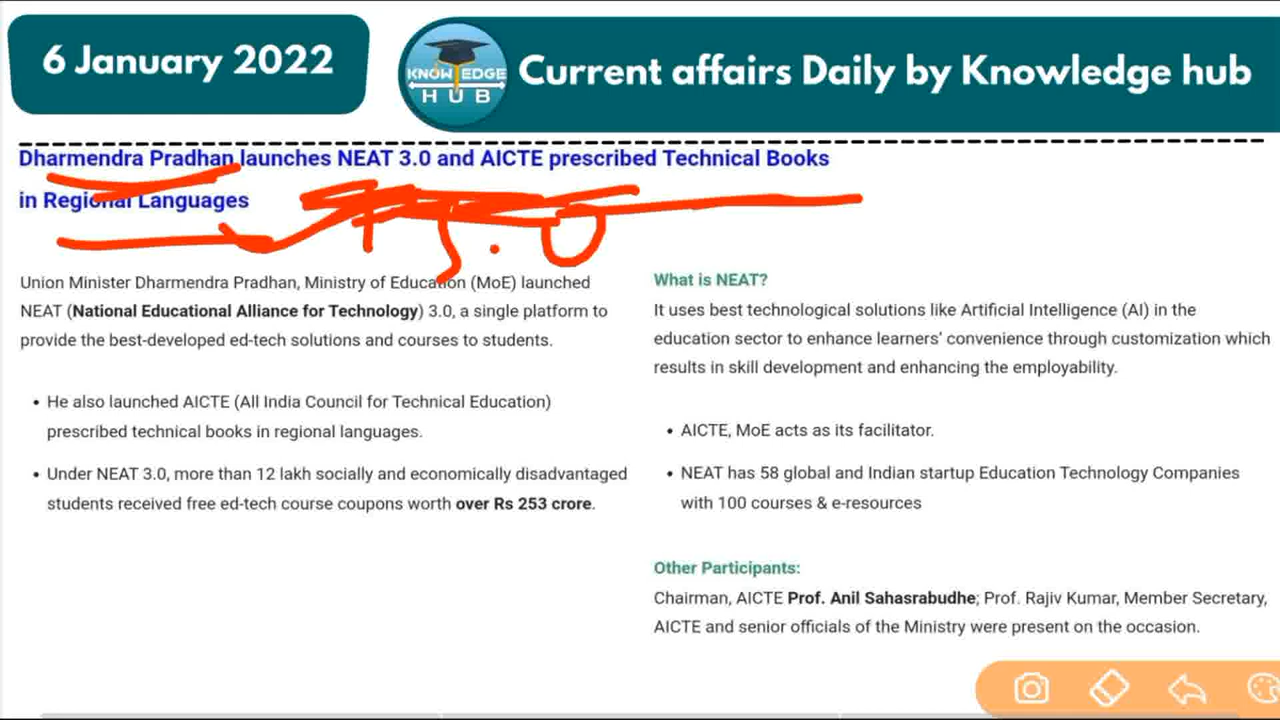 6 January 2022
KNOWLEDGE
HUB
Current affairs Daily by Knowledge hub
Dharmendra Pradhan launches NEAT 3.0 and AICTE prescribed Technical Books
in Regional Languages
3.0
Union Minister Dharmendra Pradhan, Ministry of Education (MoE) launched
NEAT (National Educational Alliance for Technology) 3.0, a single platform to
provide the best-developed ed-tech solutions and courses to students.
• He also launched AICTE (All India Council for Technical Education)
prescribed technical books in regional languages.
• Under NEAT 3.0, more than 12 lakh socially and economically disadvantaged
students received free ed-tech course coupons worth over Rs 253 crore.
What is NEAT?
It uses best technological solutions like Artificial Intelligence (AI) in the
education sector to enhance learners' convenience through customization which
results in skill development and enhancing the employability.
• AICTE, MoE acts as its facilitator.
• NEAT has 58 global and Indian startup Education Technology Companies
with 100 courses & e-resources
Other Participants:
Chairman, AICTE Prof. Anil Sahasrabudhe; Prof. Rajiv Kumar, Member Secretary,
AICTE and senior officials of the Ministry were present on the occasion.